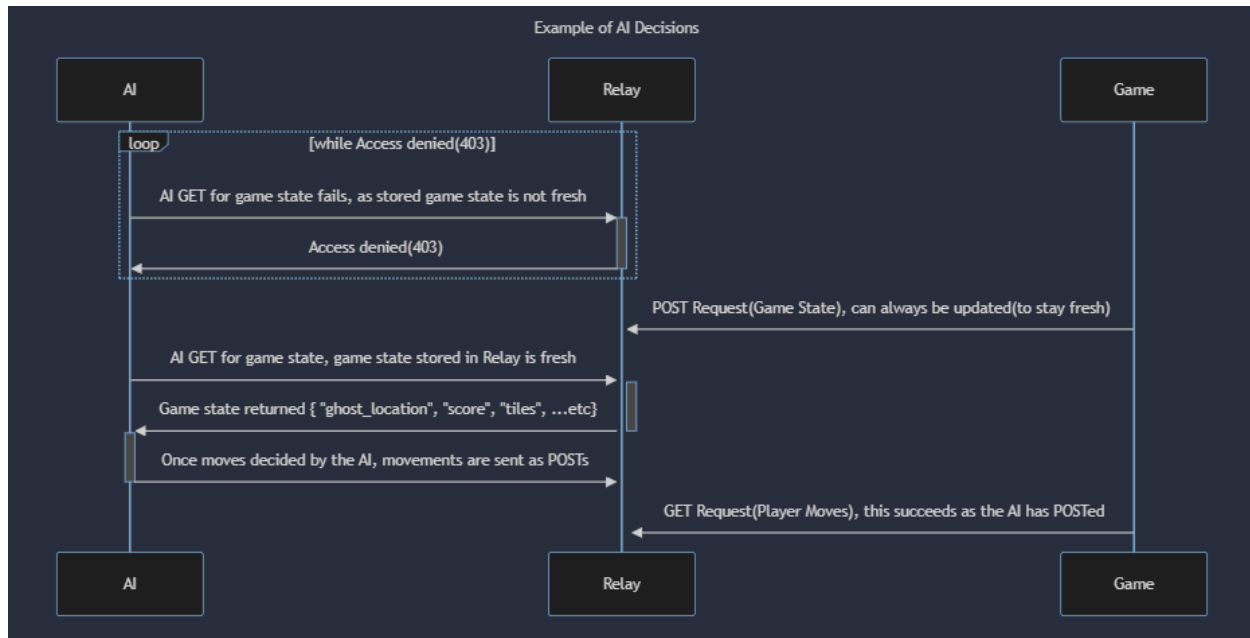 Example of AI Decisions
AI
Relay
Game
loop
[while Access denied(403)]
AI GET for game state fails, as stored game state is not fresh
Access denied(403)
POST Request(Game State), can always be updated(to stay fresh)
AI GET for game state, game state stored in Relay is fresh
Game state returned { "ghost_location", "score", "tiles", ...etc}
Once moves decided by the AI, movements are sent as POSTs
GET Request(Player Moves), this succeeds as the AI has POSTed
AI
Relay
Game